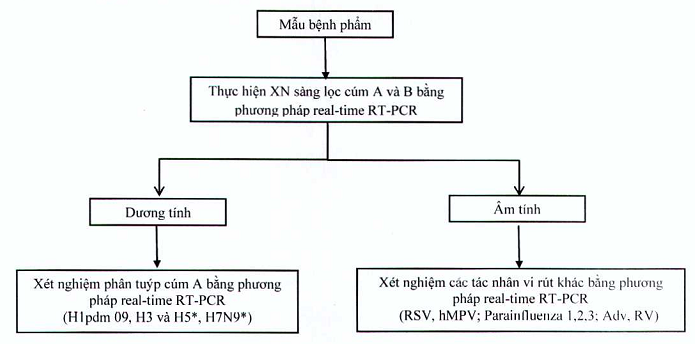 Mẫu bệnh phẩm
Thực hiện XN sàng lọc cúm A và B bằng
phương pháp real-time RT-PCR
Dương tính
Âm tính
Xét nghiệm phân tuýp cúm A bằng phương
pháp real-time RT-PCR
(H1pdm 09, H3 và H5*, H7N9*)
Xét nghiệm các tác nhân vi rút khác bằng phương
pháp real-time RT-PCR
(RSV, hMPV; Parainfluenza 1,2,3; Adv, RV)